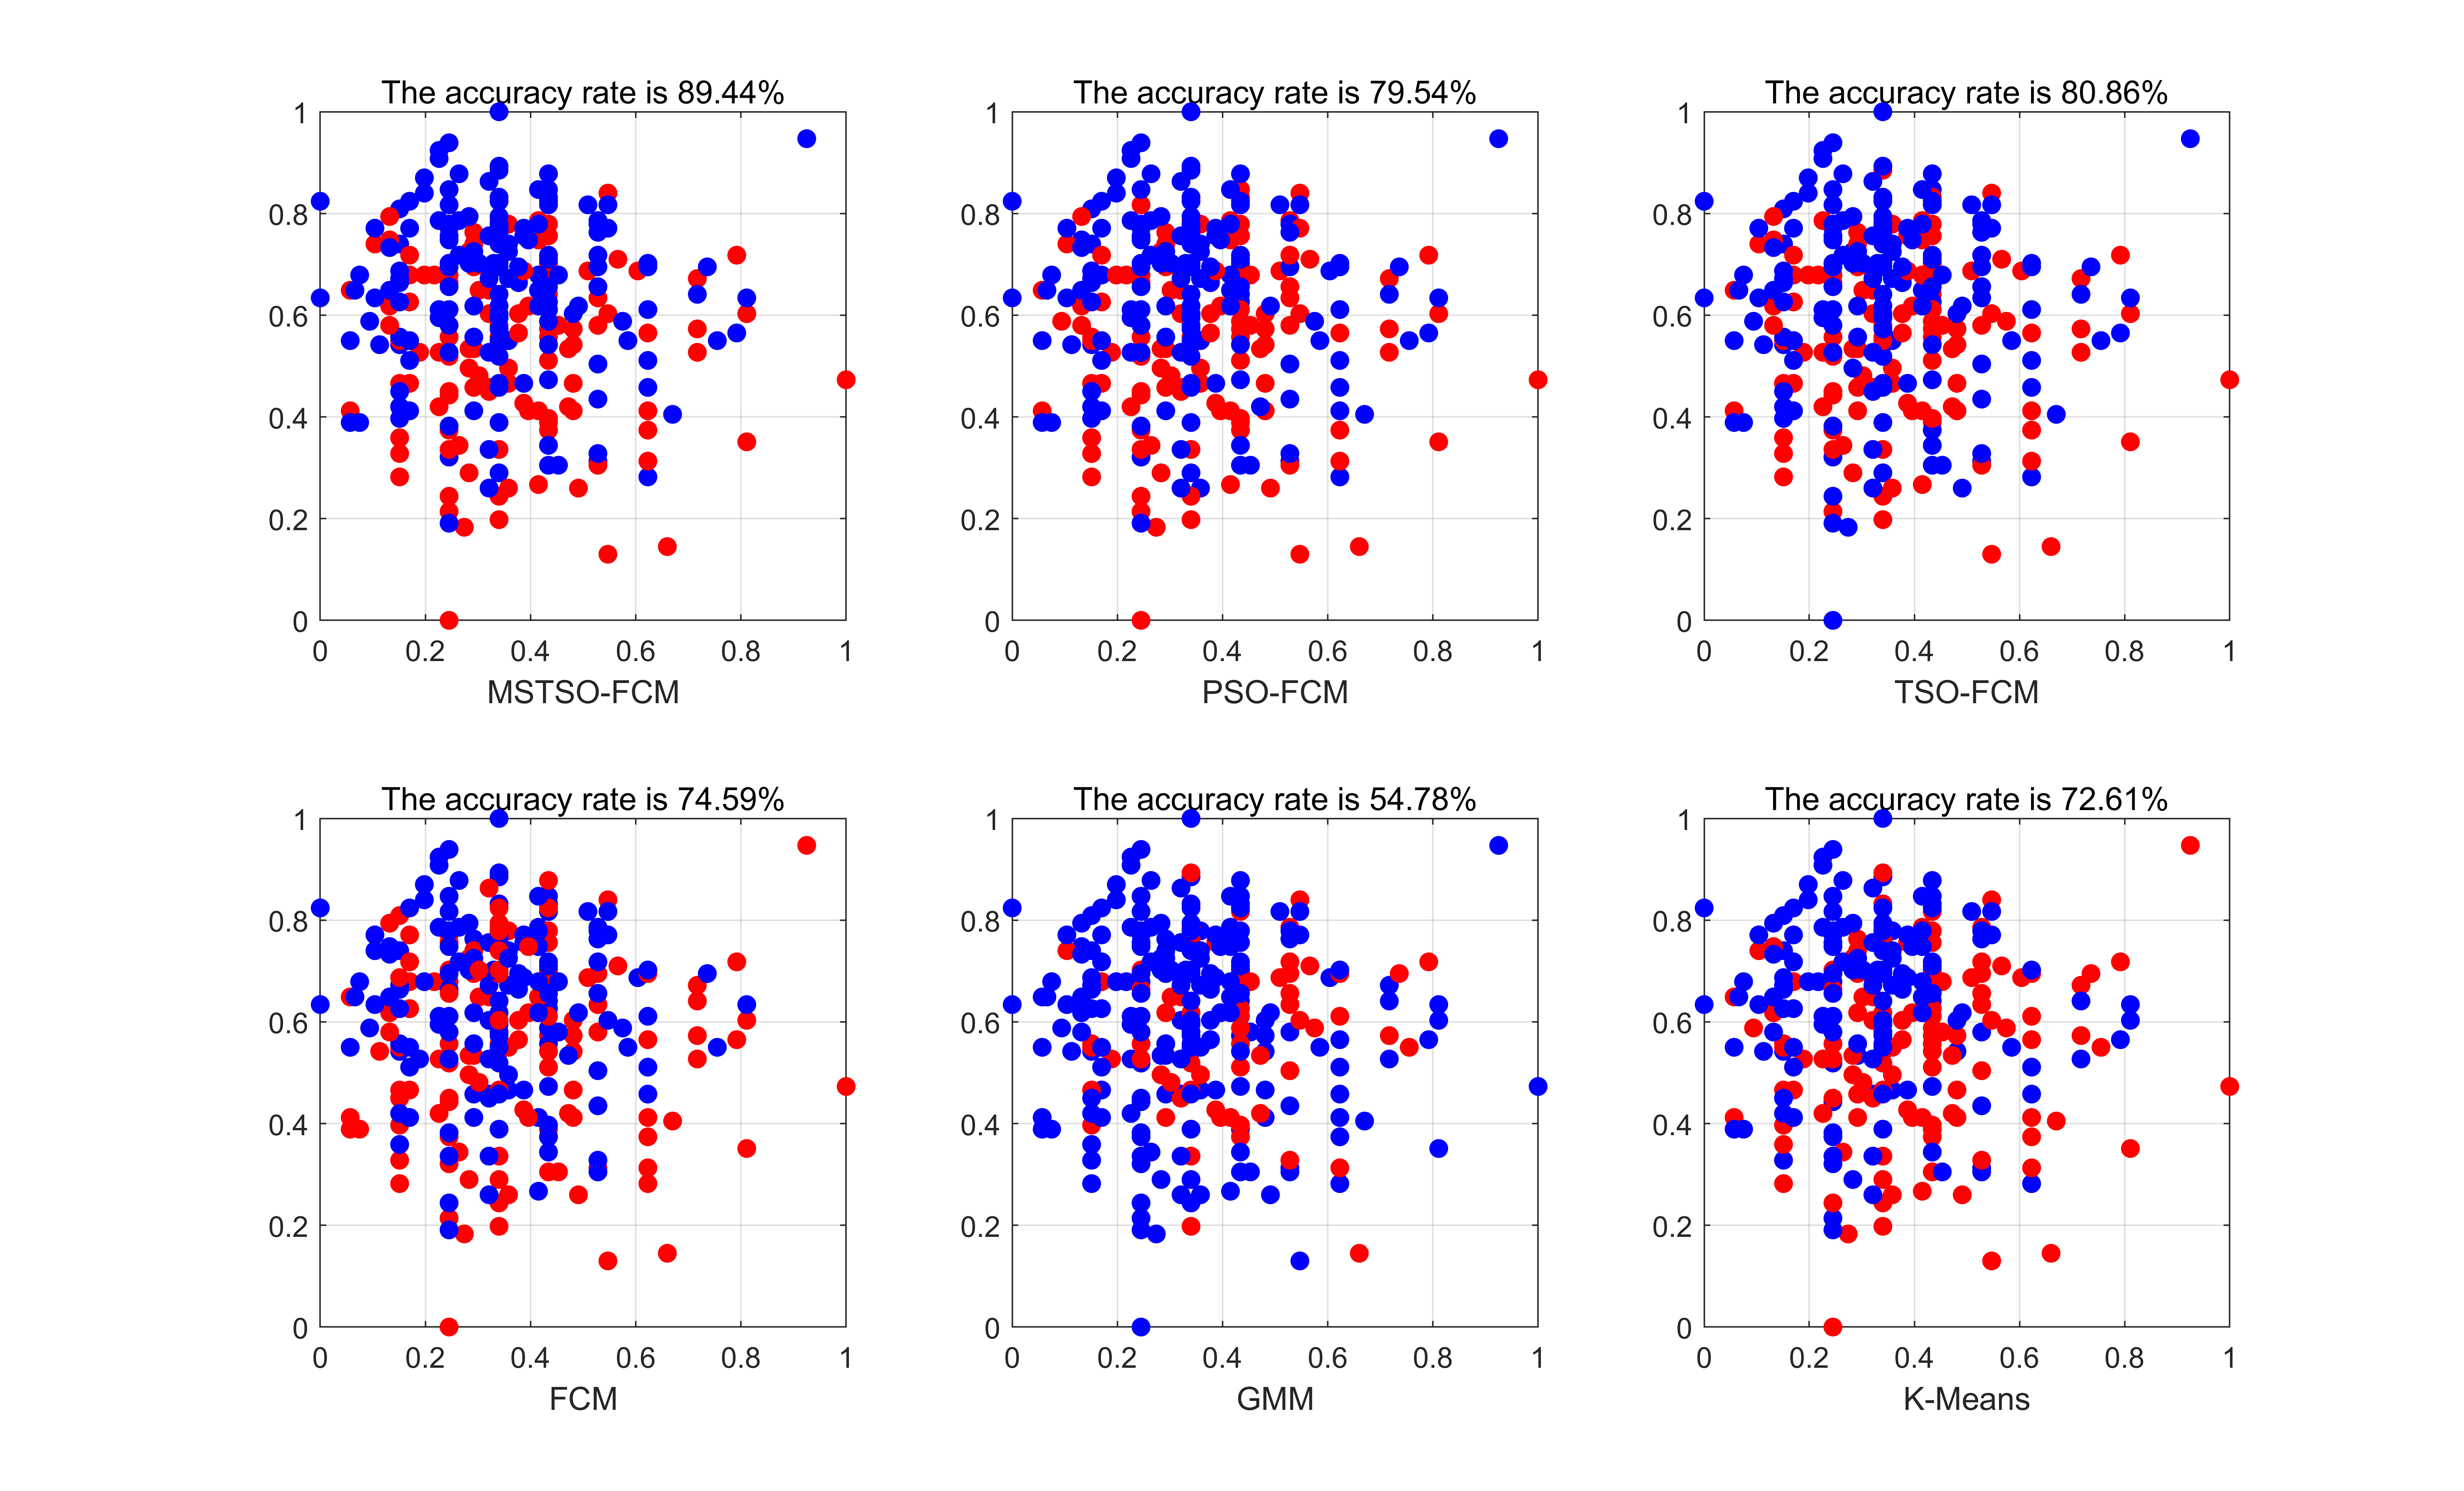 The accuracy rate is 89.44%
The accuracy rate is 79.54%
The accuracy rate is 80.86%
1
0.8
0.6
0.4
0.2
0
0 0.2 0.4 0.6 0.8 1
MSTSO-FCM
1
0.8
0.6
0.4
0.2
0
0 0.2 0.4 0.6 0.8 1
PSO-FCM
1
0.8
0.6
0.4
0.2
0
0 0.2 0.4 0.6 0.8 1
TSO-FCM
The accuracy rate is 74.59%
The accuracy rate is 54.78%
The accuracy rate is 72.61%
1
0.8
0.6
0.4
0.2
0
0 0.2 0.4 0.6 0.8 1
FCM
1
0.8
0.6
0.4
0.2
0
0 0.2 0.4 0.6 0.8 1
GMM
1
0.8
0.6
0.4
0.2
0
0 0.2 0.4 0.6 0.8 1
K-Means